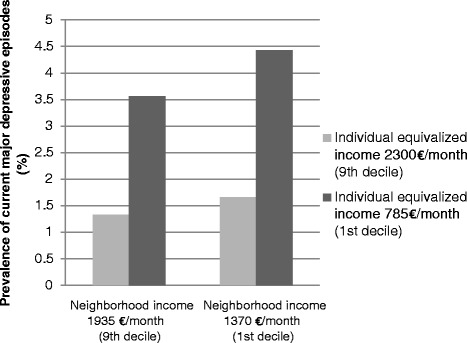 Prevalence of current major depressive episodes
(%)
5
4.5
4
3.5
3
2.5
2
1.5
1
0.5
0
Neighborhood income
1935 €/month
(9th decile)
Neighborhood income
1370 €/month
(1st decile)
Individual equivalized
income 2300€/month
(9th decile)
Individual equivalized
income 785€/month
(1st decile)